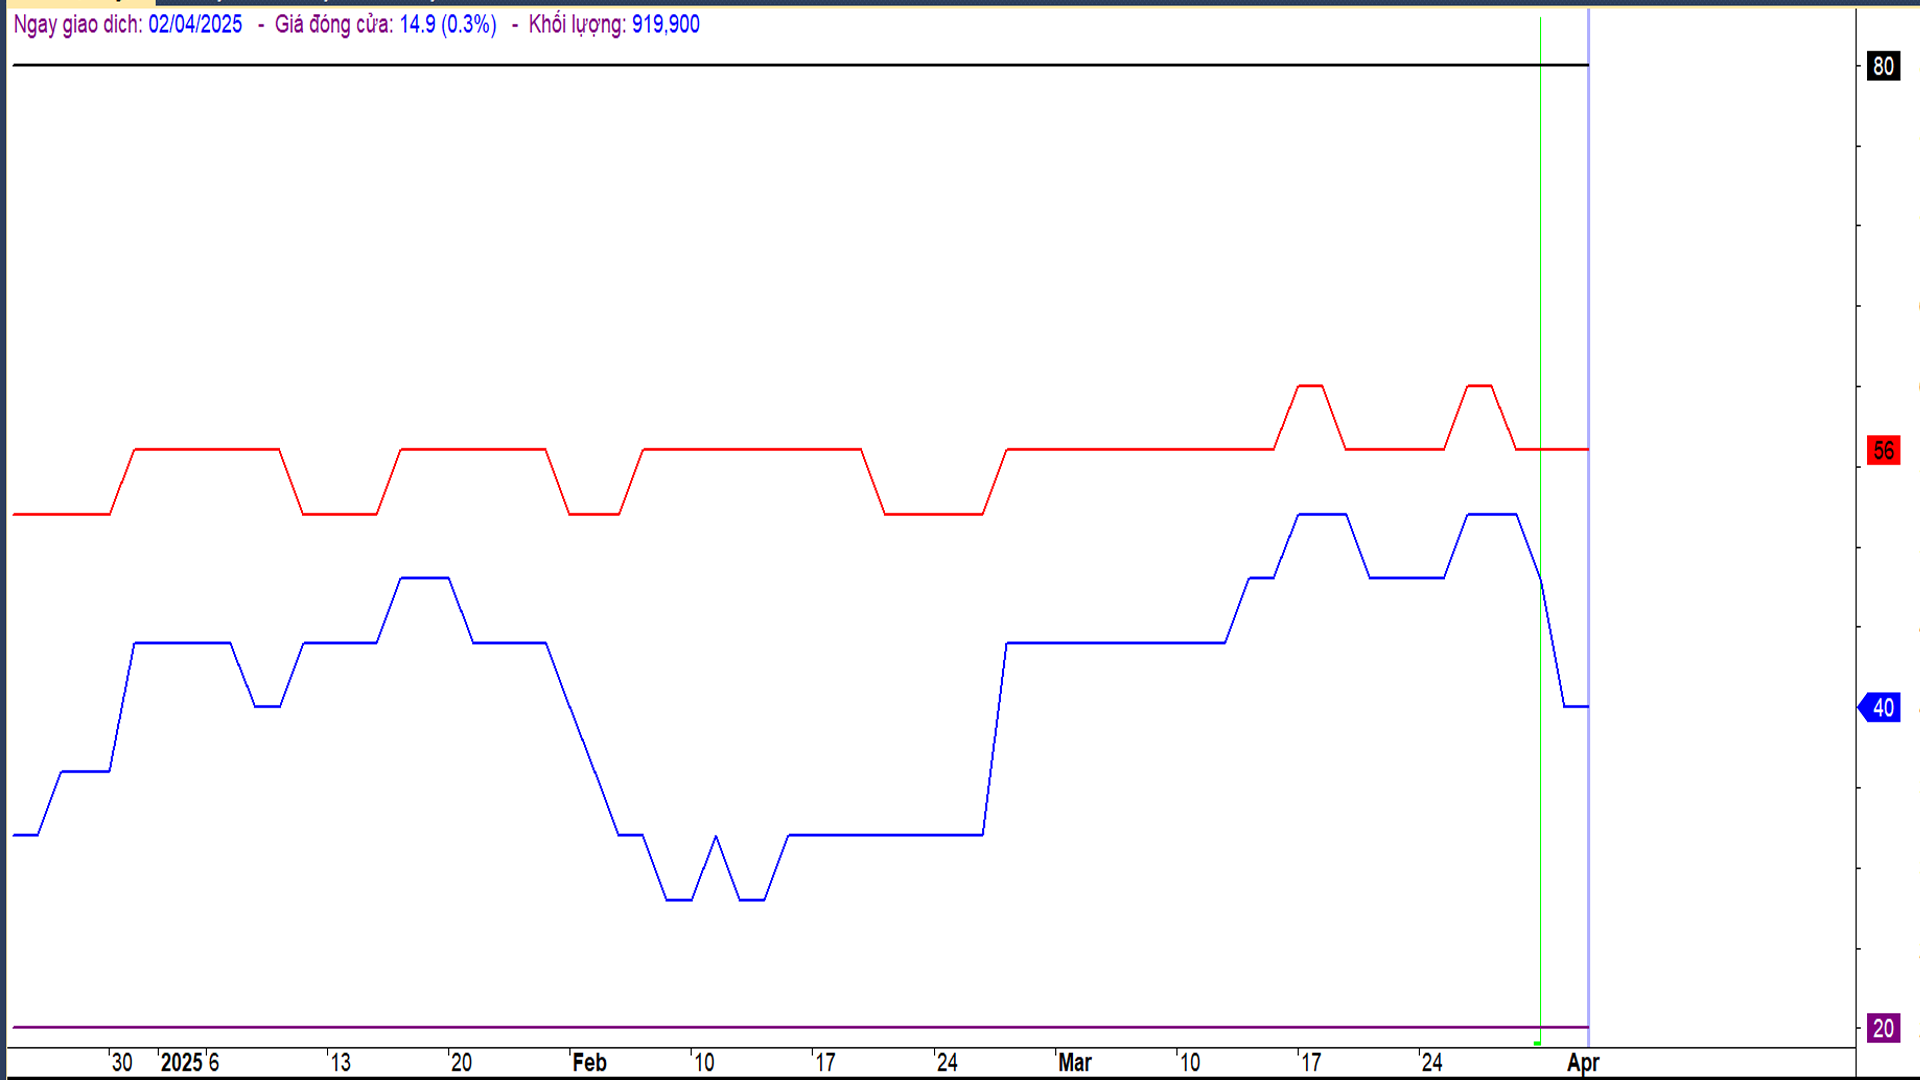 Ngay giao dich: 02/04/2025 - Giá đóng cửa: 14.9 (0.3%) - Khối lượng: 919,900
80
56
40
20
30 2025 6 13 20 Feb 10 17 24 Mar 10 17 24 Apr